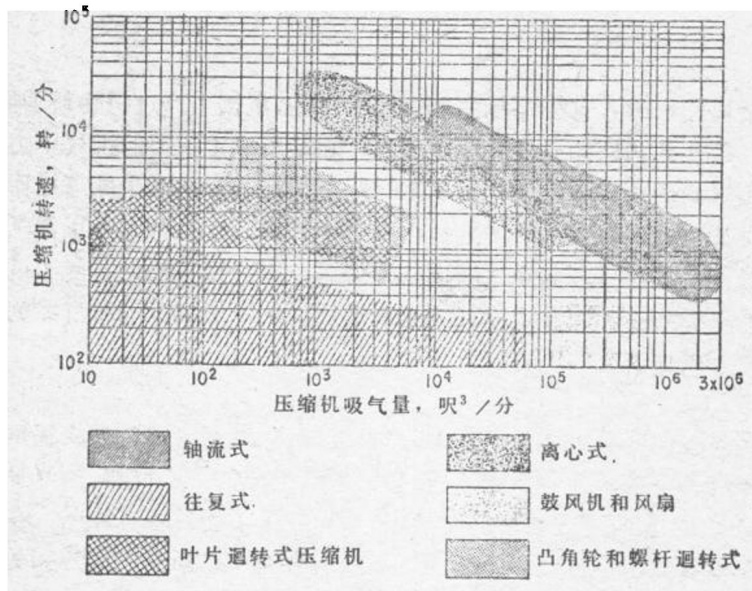 10⁵
10⁴
10³
10²
压缩机转速，转／分
10 10² 10³ 10⁴ 10⁵ 10⁶ 3x10⁶
压缩机吸气量，呎³／分
轴流式 离心式.
往复式. 鼓风机和风扇
叶片迴转式压缩机 凸角轮和螺杆迴转式